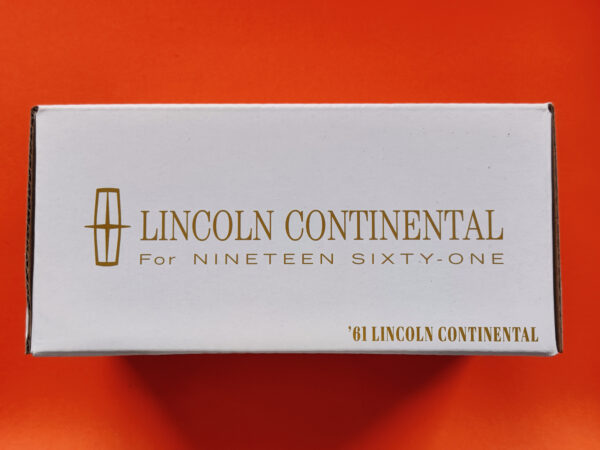 LINCOLN CONTINENTAL
For NINETEEN SIXTY-ONE
’61 LINCOLN CONTINENTAL